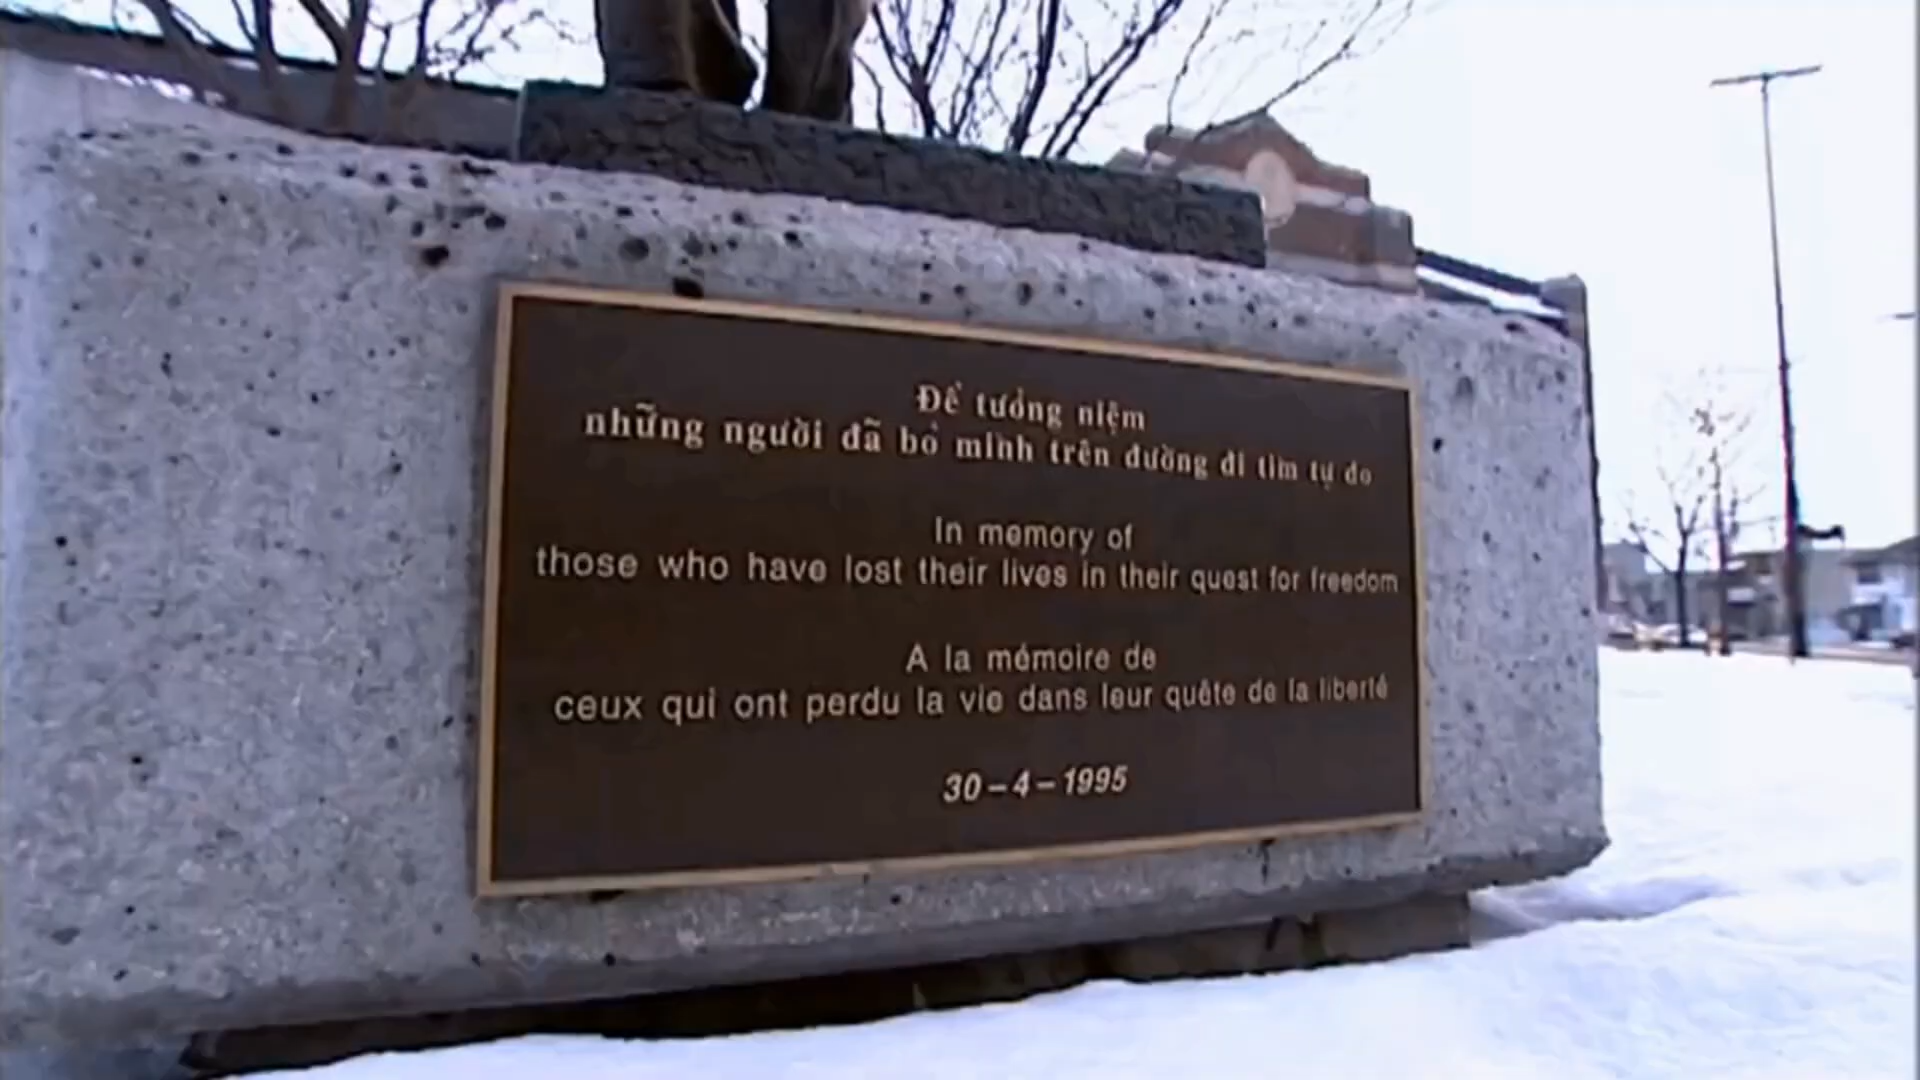 Để tưởng niệm
những người đã bỏ mình trên đường đi tìm tự do
In memory of
those who have lost their lives in their quest for freedom
A la mémoire de
ceux qui ont perdu la vie dans leur quête de la liberté
30-4-1995